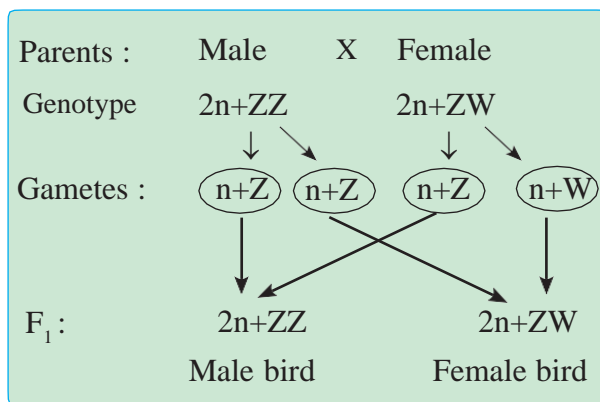 Parents : Male X Female
Genotype 2n+ZZ 2n+ZW
Gametes : n+Z n+Z n+Z n+W
F1: 2n+ZZ 2n+ZW
Male bird Female bird